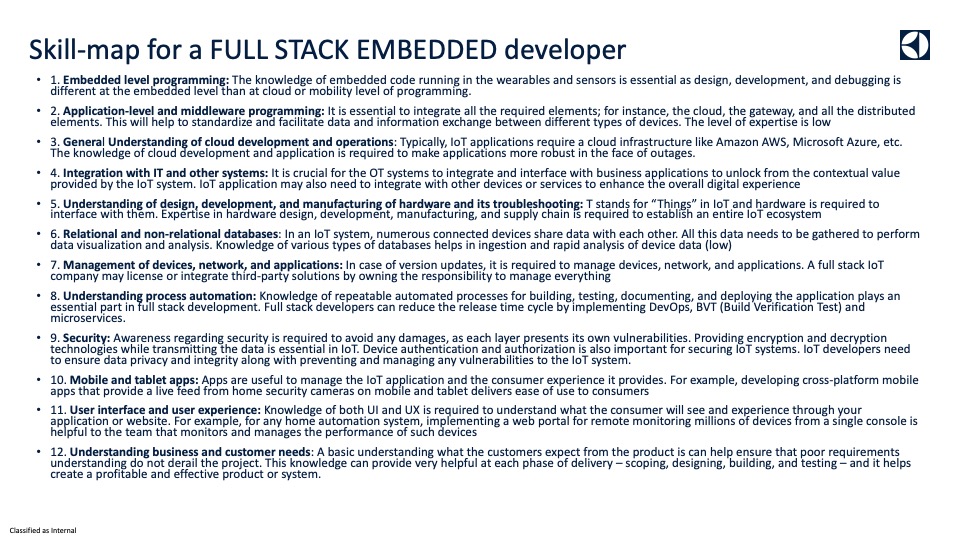 Skill-map for a FULL STACK EMBEDDED developer
• 1. Embedded level programming: The knowledge of embedded code running in the wearables and sensors is essential as design, development, and debugging is
different at the embedded level than at cloud or mobility level of programming.
• 2. Application-level and middleware programming: It is essential to integrate all the required elements; for instance, the cloud, the gateway, and all the distributed
elements. This will help to standardize and facilitate data and information exchange between different types of devices. The level of expertise is low
• 3. General Understanding of cloud development and operations: Typically, IoT applications require a cloud infrastructure like Amazon AWS, Microsoft Azure, etc.
The knowledge of cloud development and application is required to make applications more robust in the face of outages.
• 4. Integration with IT and other systems: It is crucial for the OT systems to integrate and interface with business applications to unlock from the contextual value
provided by the IoT system. IoT application may also need to integrate with other devices or services to enhance the overall digital experience
• 5. Understanding of design, development, and manufacturing of hardware and its troubleshooting: T stands for “Things” in IoT and hardware is required to
interface with them. Expertise in hardware design, development, manufacturing, and supply chain is required to establish an entire IoT ecosystem
• 6. Relational and non-relational databases: In an IoT system, numerous connected devices share data with each other. All this data needs to be gathered to perform
data visualization and analysis. Knowledge of various types of databases helps in ingestion and rapid analysis of device data (low)
• 7. Management of devices, network, and applications: In case of version updates, it is required to manage devices, network, and applications. A full stack IoT
company may license or integrate third-party solutions by owning the responsibility to manage everything
• 8. Understanding process automation: Knowledge of repeatable automated processes for building, testing, documenting, and deploying the application plays an
essential part in full stack development. Full stack developers can reduce the release time cycle by implementing DevOps, BVT (Build Verification Test) and
microservices.
• 9. Security: Awareness regarding security is required to avoid any damages, as each layer presents its own vulnerabilities. Providing encryption and decryption
technologies while transmitting the data is essential in IoT. Device authentication and authorization is also important for securing IoT systems. IoT developers need
to ensure data privacy and integrity along with preventing and managing any vulnerabilities to the IoT system.
• 10. Mobile and tablet apps: Apps are useful to manage the IoT application and the consumer experience it provides. For example, developing cross-platform mobile
apps that provide a live feed from home security cameras on mobile and tablet delivers ease of use to consumers
• 11. User interface and user experience: Knowledge of both UI and UX is required to understand what the consumer will see and experience through your
application or website. For example, for any home automation system, implementing a web portal for remote monitoring millions of devices from a single console is
helpful to the team that monitors and manages the performance of such devices
• 12. Understanding business and customer needs: A basic understanding what the customers expect from the product is can help ensure that poor requirements
understanding do not derail the project. This knowledge can provide very helpful at each phase of delivery – scoping, designing, building, and testing – and it helps
create a profitable and effective product or system.
Classified as Internal